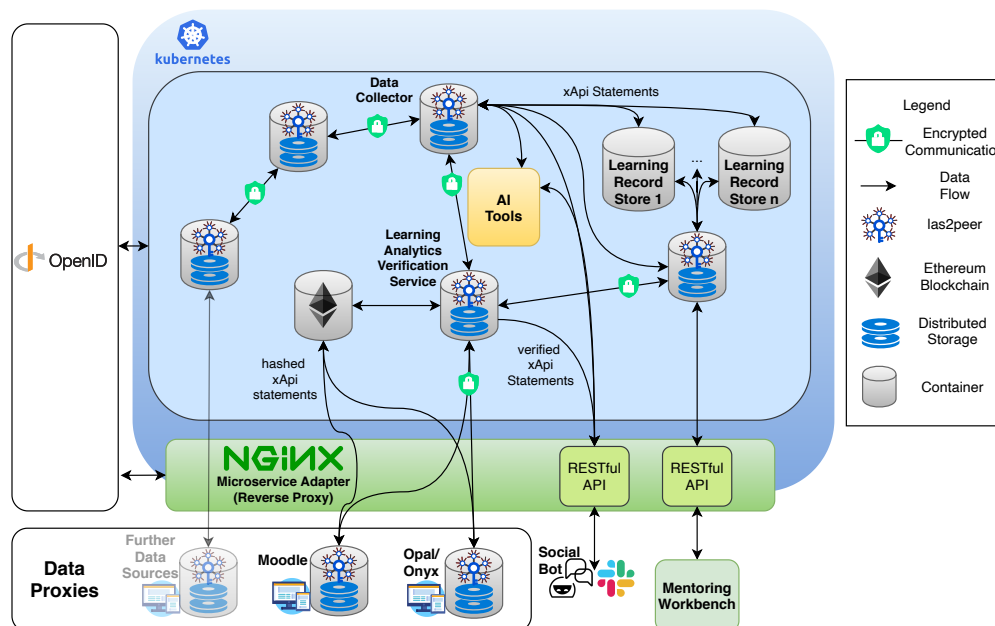 kubernetes
OpenID
Data
Collector
xApi Statements
Learning
Record
Store 1
...
Learning
Record
Store n
AI
Tools
Learning
Analytics
Verification
Service
hashed
xApi
statements
verified
xApi
Statements
NGINX
Microservice Adapter
(Reverse Proxy)
RESTful
API
RESTful
API
Data
Proxies
Further
Data
Sources
Moodle
Opal/
Onyx
Social
Bot
Mentoring
Workbench
Legend
Encrypted
Communicatio
Data
Flow
las2peer
Ethereum
Blockchain
Distributed
Storage
Container